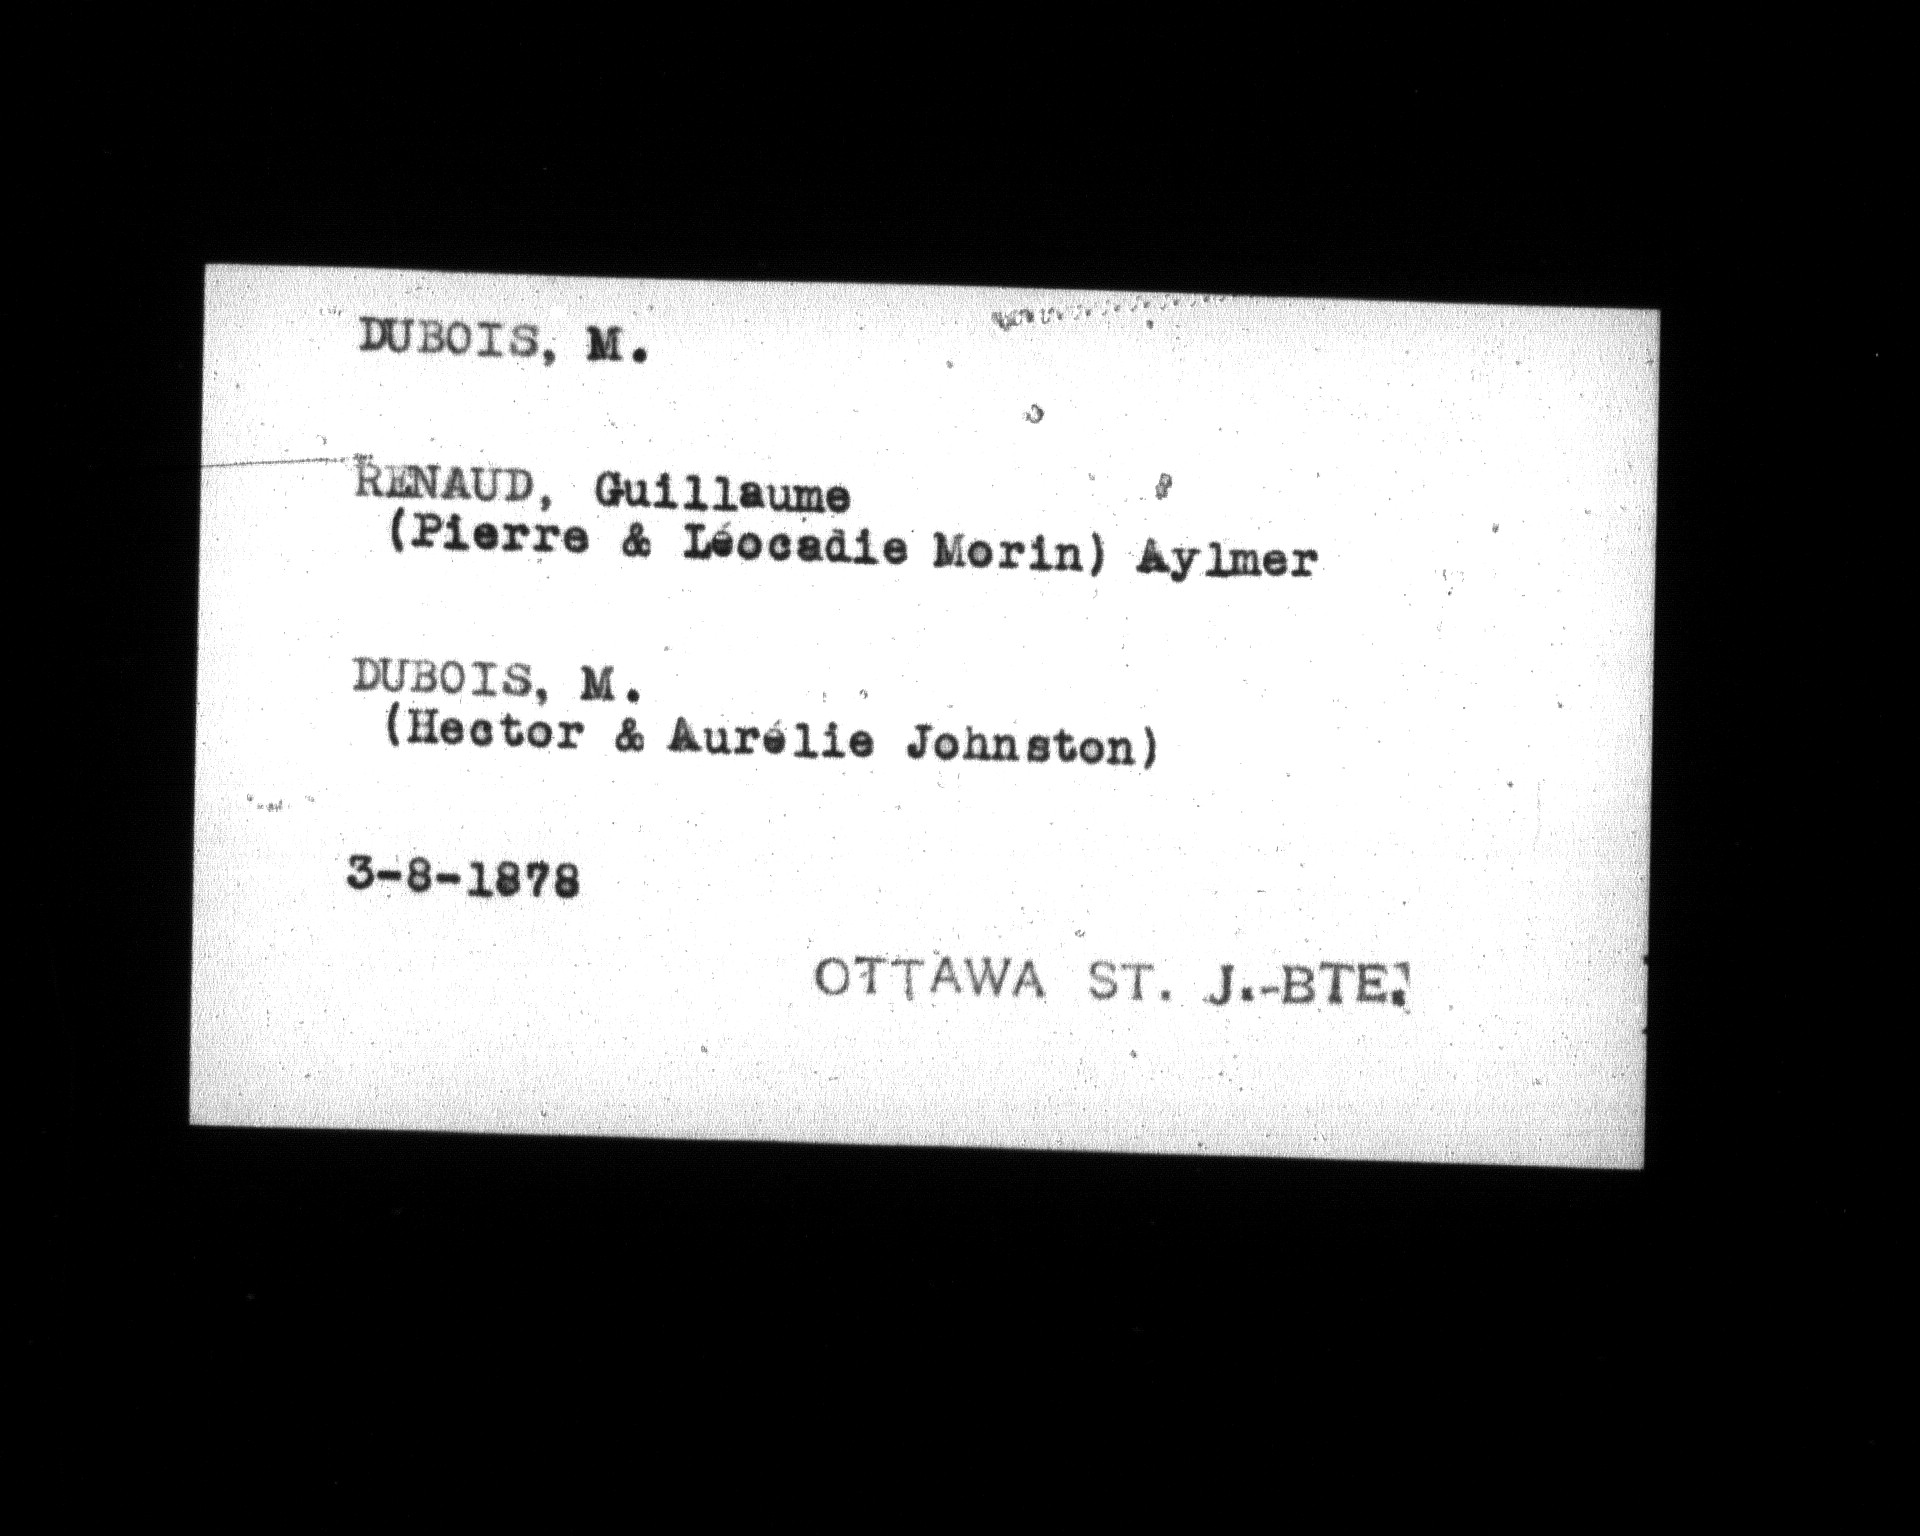 DUBOIS, M.
RENAUD, Guillaume
(Pierre & Léocadie Morin) Aylmer
DUBOIS, M.
(Hector & Aurélie Johnston)
3-8-1878
OTTAWA ST. J.-BTE.